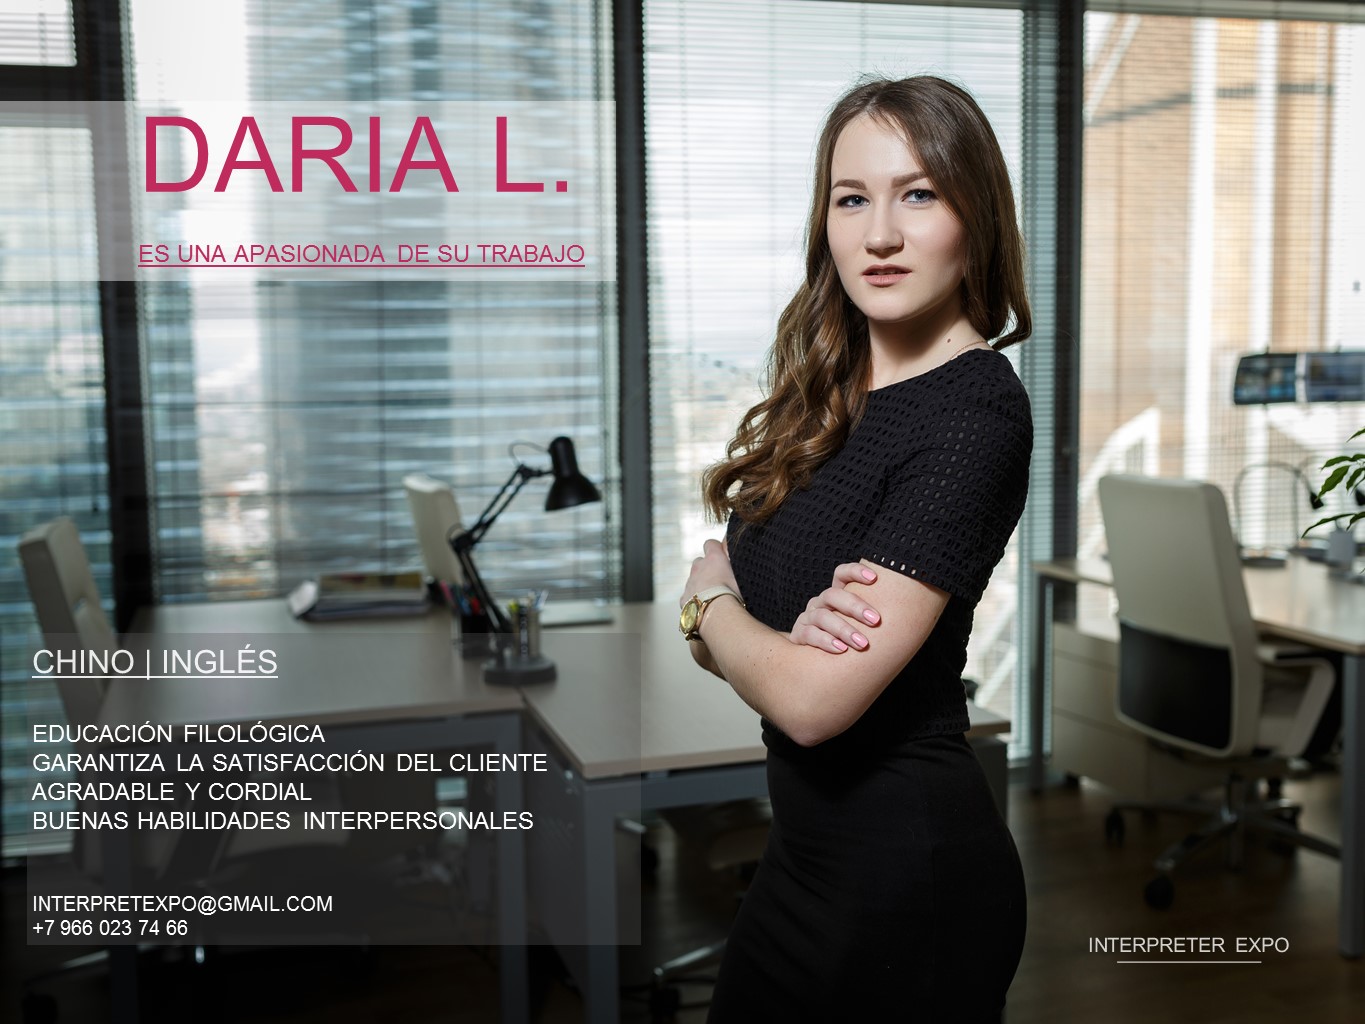 DARIA L.
ES UNA APASIONADA DE SU TRABAJO
CHINO | INGLÉS
EDUCACIÓN FILOLÓGICA
GARANTIZA LA SATISFACCIÓN DEL CLIENTE
AGRADABLE Y CORDIAL
BUENAS HABILIDADES INTERPERSONALES
INTERPRETEXPO@GMAIL.COM
+7 966 023 74 66
INTERPRETER EXPO